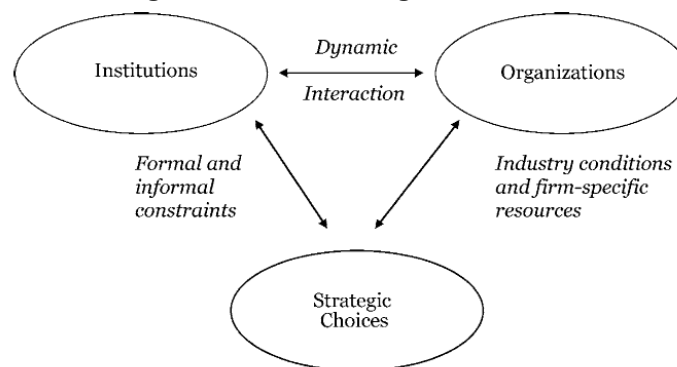 Institutions
Dynamic
Interaction
Organizations
Formal and
informal
constraints
Industry conditions
and firm-specific
resources
Strategic
Choices